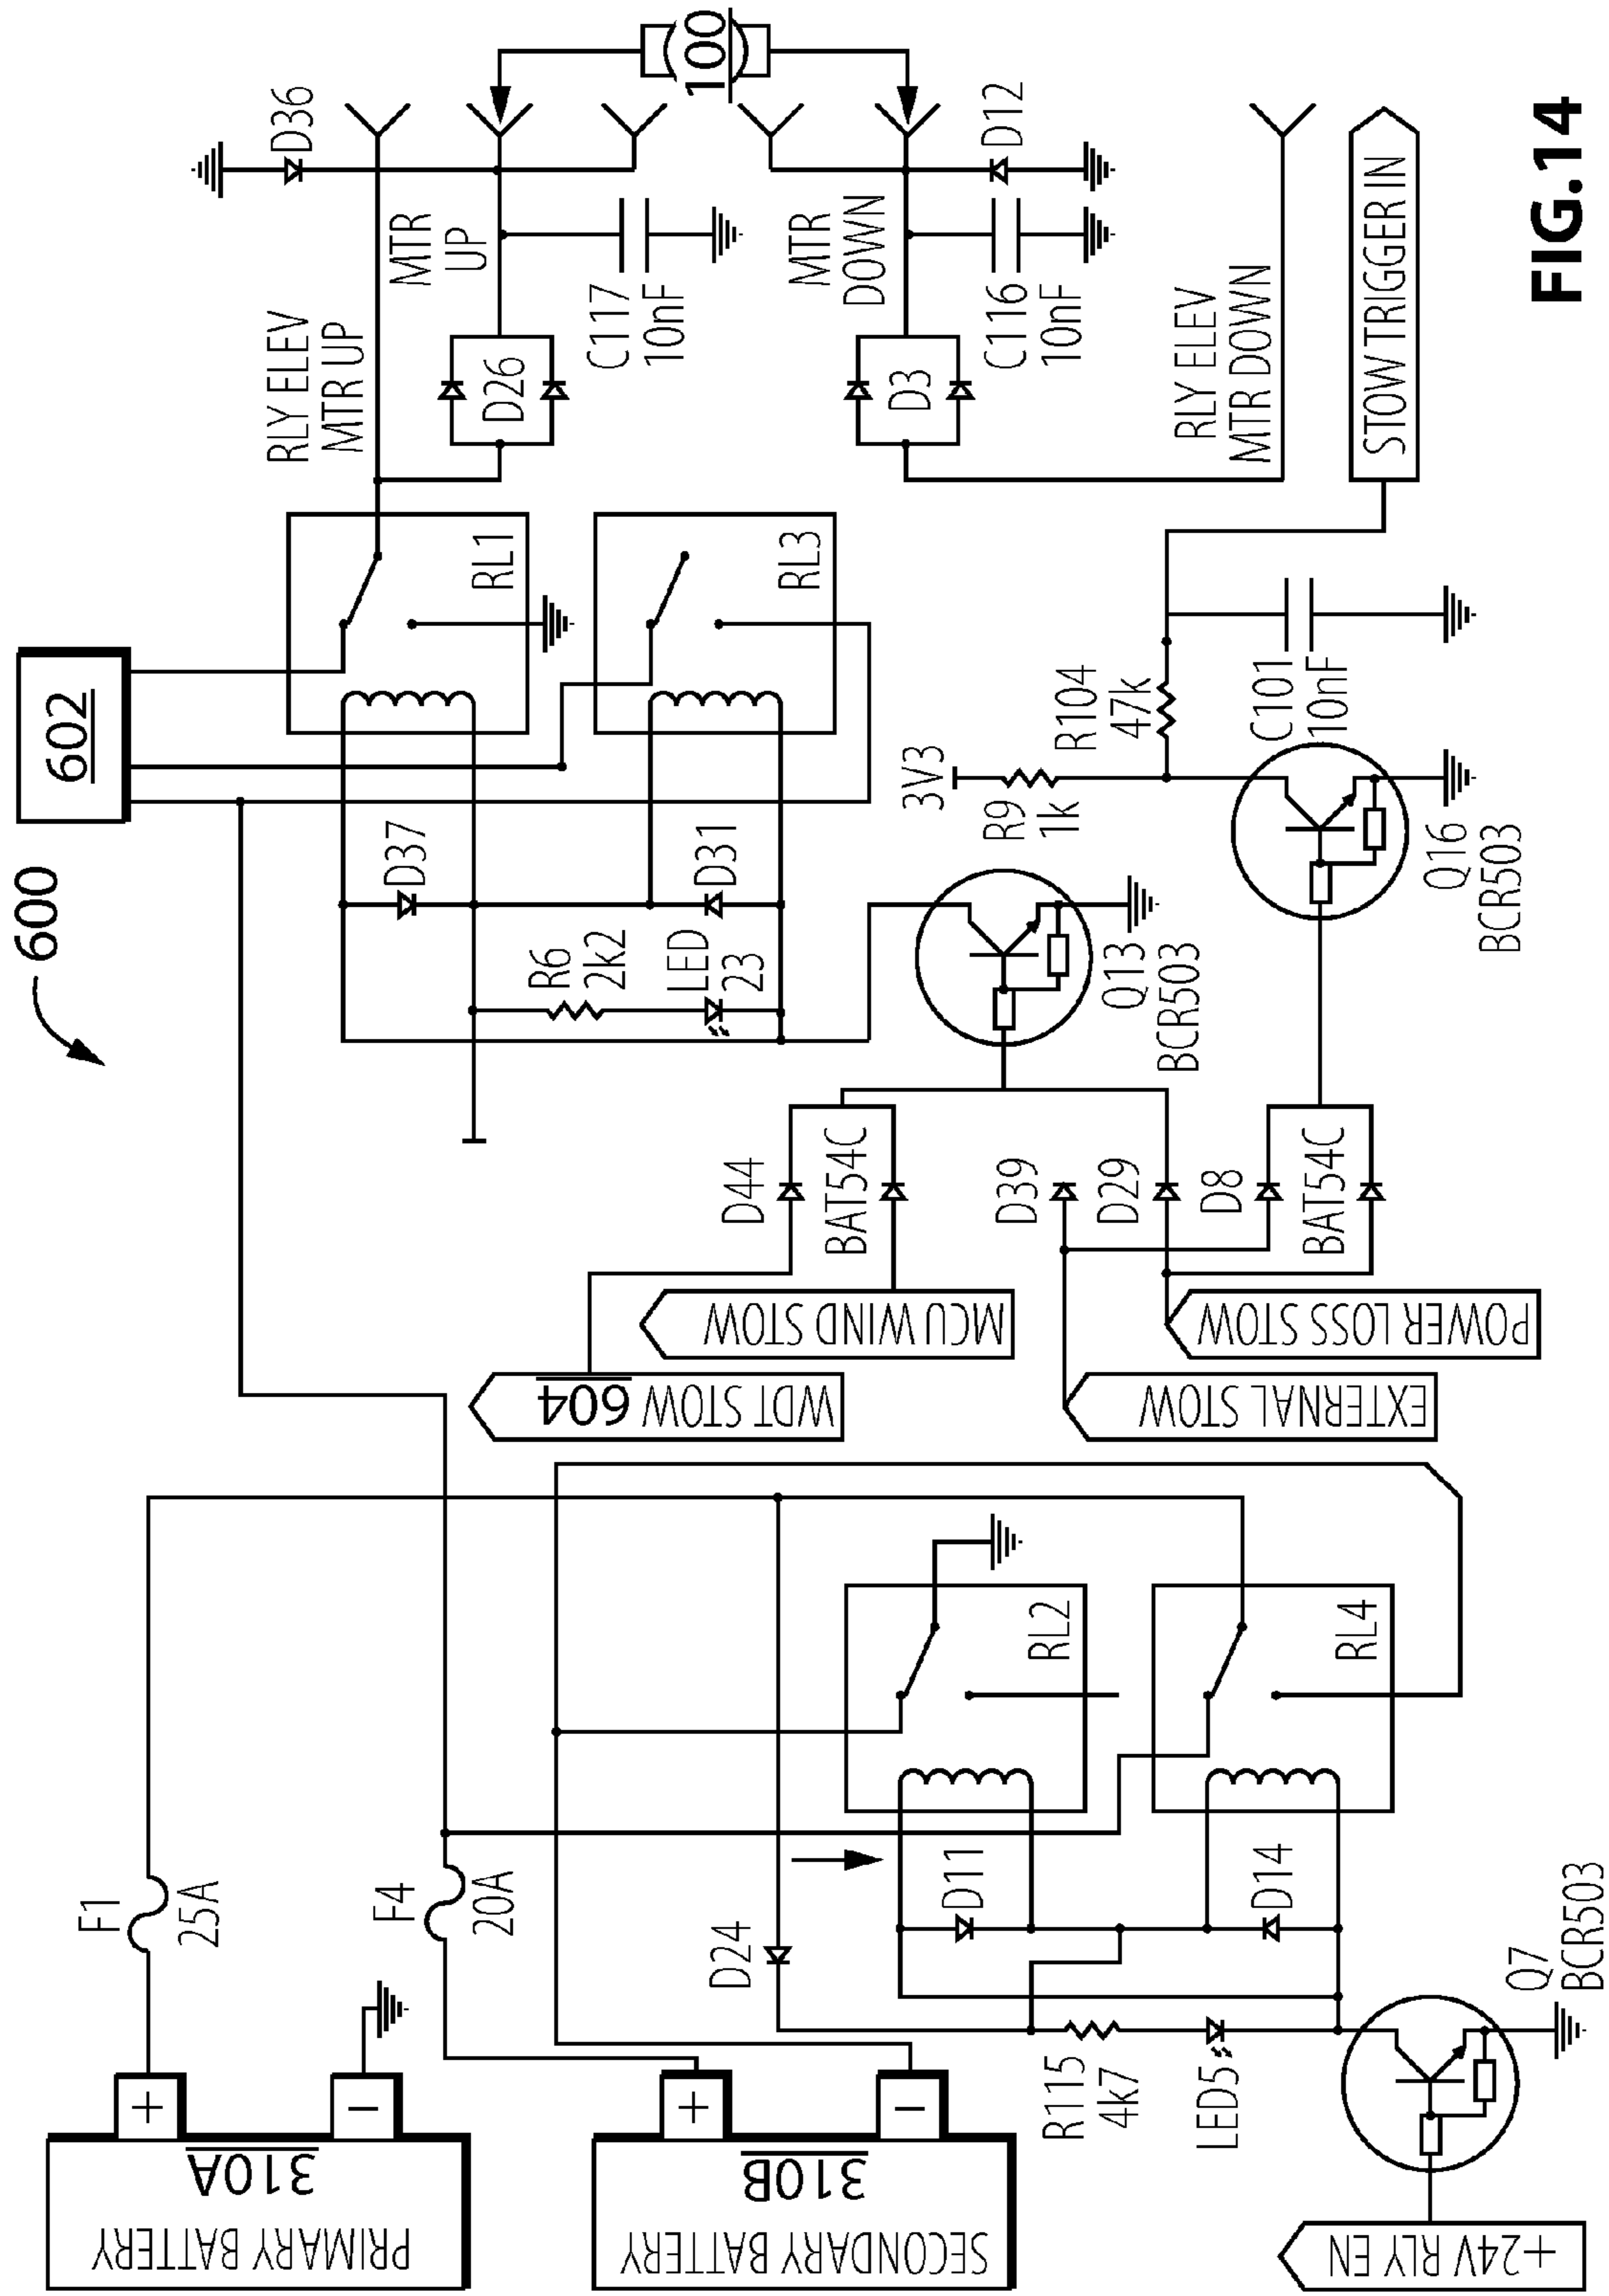 600
PRIMARY BATTERY
310A
F1
25A
F4
20A
SECONDARY BATTERY
310B
D24
R115
4k7
LED5
D11
D14
RL2
RL4
+24V RLY EN
Q7
BCR503
WDT STOW 604
MCU WIND STOW
EXTERNAL STOW
POWER LOSS STOW
D44
BAT54C
D39
D29
D8
BAT54C
602
D37
D31
R6
2k2
LED
23
RL1
RL3
Q13
BCR503
3V3
R9
1k
R104
47k
C101
10nF
Q16
BCR503
RLY ELEV
MTR UP
MTR
UP
D26
C117
10nF
D36
100
MTR
DOWN
D3
C116
10nF
D12
RLY ELEV
MTR DOWN
STOW TRIGGER IN
FIG.14